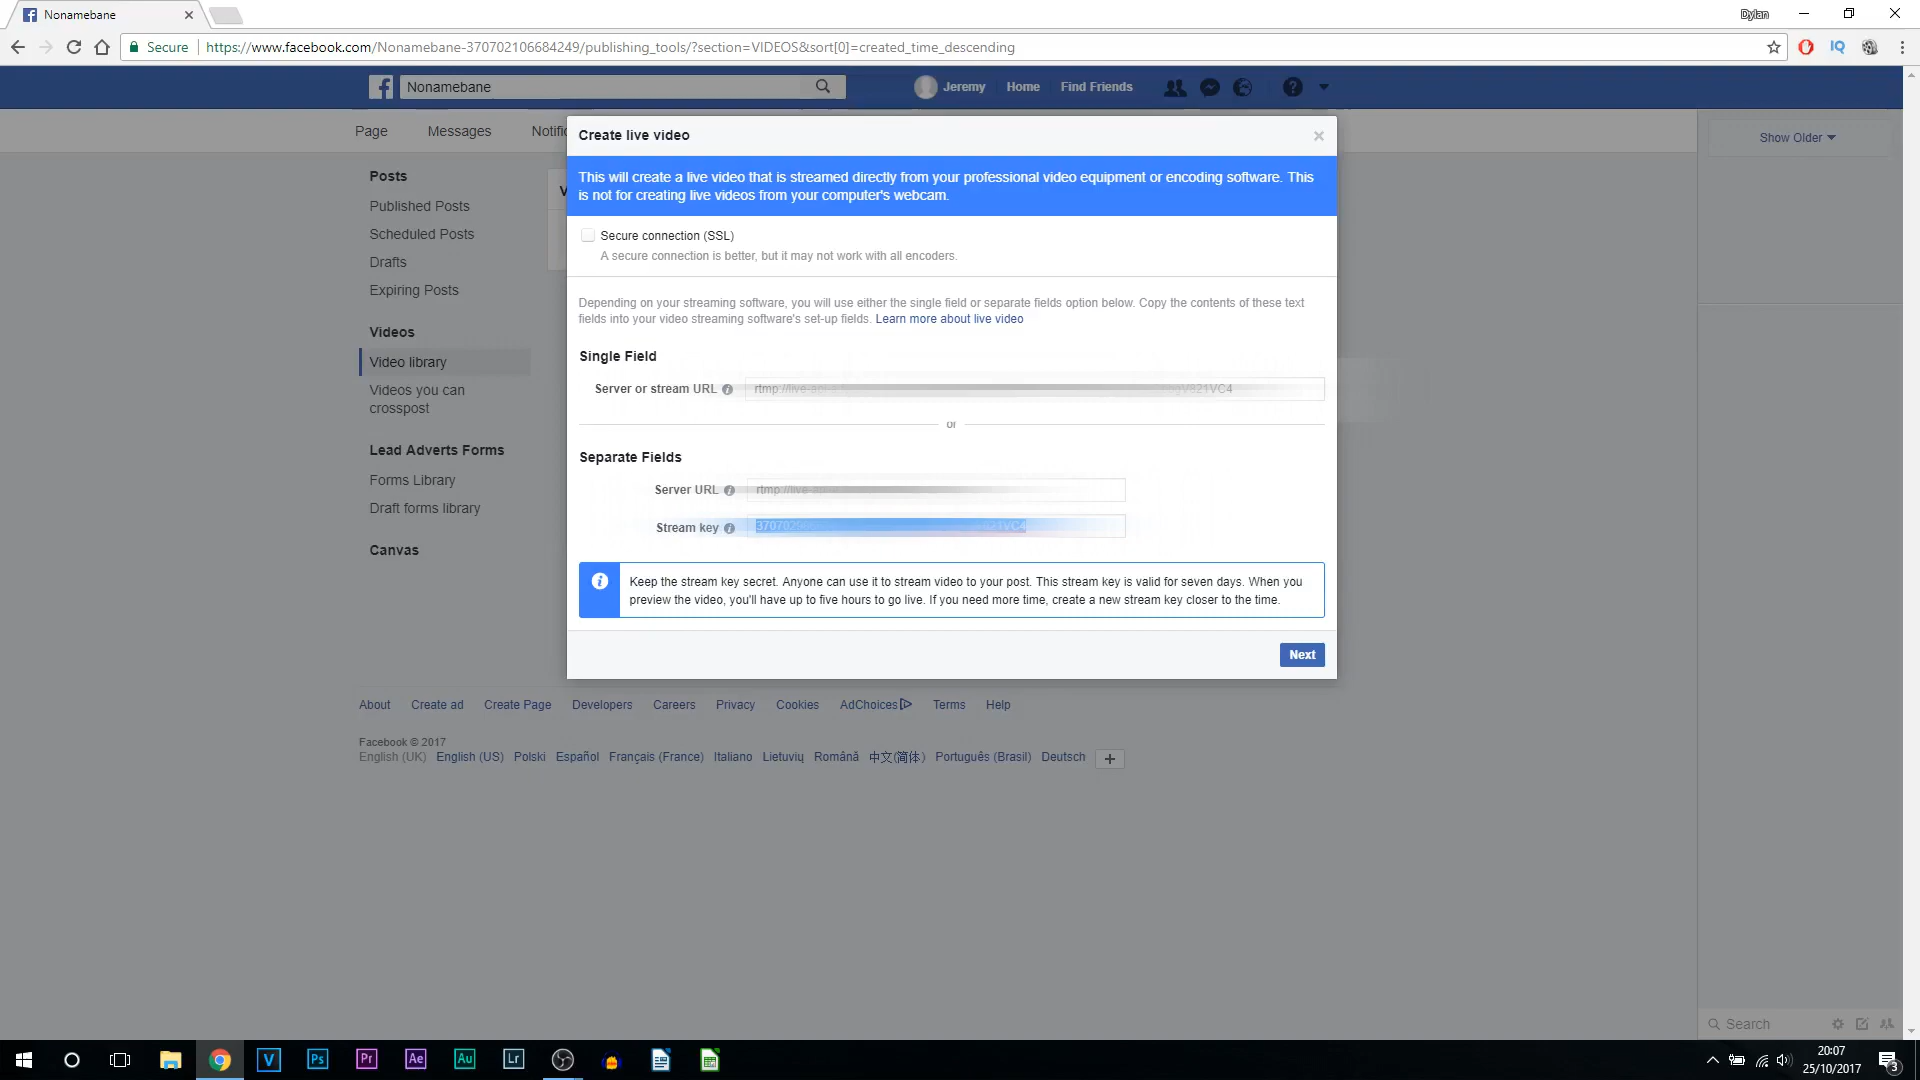 Nonamebane
Dylan
Secure
https://www.facebook.com/Nonamebane-370702106684249/publishing_tools/?section=VIDEOS&sort[0]=created_time_descending
IQ
Nonamebane
Jeremy
Home
Find Friends
Page
Messages
Notific
Show Older
Create live video
This will create a live video that is streamed directly from your professional video equipment or encoding software. This
is not for creating live videos from your computer's webcam.
Secure connection (SSL)
A secure connection is better, but it may not work with all encoders.
Depending on your streaming software, you will use either the single field or separate fields option below. Copy the contents of these text
fields into your video streaming software's set-up fields. Learn more about live video
Single Field
Server or stream URL
or
Separate Fields
Server URL
Stream key
Keep the stream key secret. Anyone can use it to stream video to your post. This stream key is valid for seven days. When you
preview the video, you'll have up to five hours to go live. If you need more time, create a new stream key closer to the time.
Next
Posts
Published Posts
Scheduled Posts
Drafts
Expiring Posts
Videos
Video library
Videos you can
crosspost
Lead Adverts Forms
Forms Library
Draft forms library
Canvas
V
About
Create ad
Create Page
Developers
Careers
Privacy
Cookies
AdChoices
Terms
Help
Facebook © 2017
English (UK) English (US) Polski Español Français (France) Italiano Lietuvių Română 中文(简体) Português (Brasil) Deutsch
Search
V
Ps
Pr
Ae
Au
Lr
20:07
25/10/2017
3